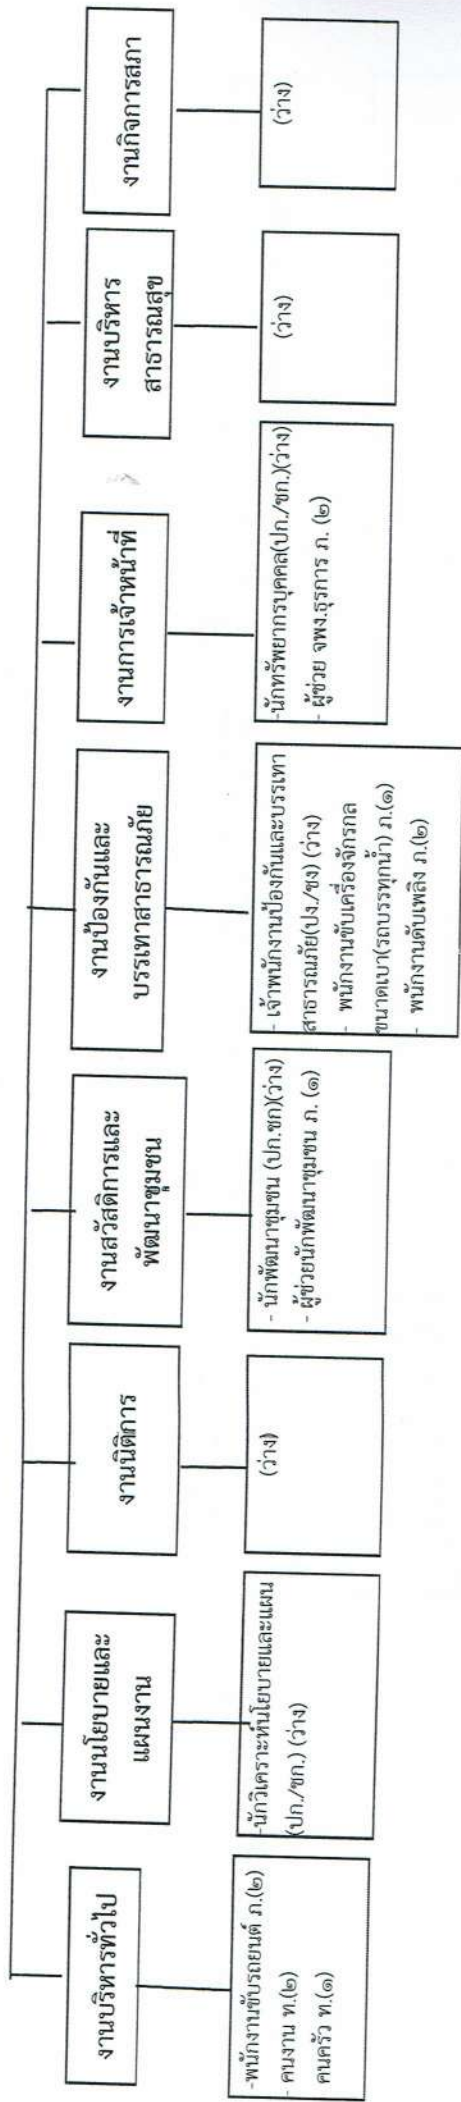 งานบริหารทั่วไป
-พนักงานขับรถยนต์ ภ.(๒)
- คนงาน ท.(๒)
คนครัว ท.(๑)
งานนโยบายและ
แผนงาน
-นักวิเคราะห์นโยบายและแผน
(ปก./ชก.) (ว่าง)
งานนิติการ
(ว่าง)
งานสวัสดิการและ
พัฒนาชุมชน
- นักพัฒนาชุมชน (ปก.ชก)(ว่าง)
- ผู้ช่วยนักพัฒนาชุมชน ภ. (๑)
งานป้องกันและ
บรรเทาสาธารณภัย
- เจ้าพนักงานป้องกันและบรรเทา
สาธารณภัย(ปง./ชง) (ว่าง)
- พนักงานขับเครื่องจักรกล
ขนาดเบา(รถบรรทุกน้ำ) ภ.(๑)
- พนักงานดับเพลิง ภ.(๒)
งานการเจ้าหน้าที่
-นักทรัพยากรบุคคล(ปก./ชก.)(ว่าง)
- ผู้ช่วย จพง.ธุรการ ภ. (๒)
งานบริหาร
สาธารณสุข
(ว่าง)
งานกิจการสภา
(ว่าง)